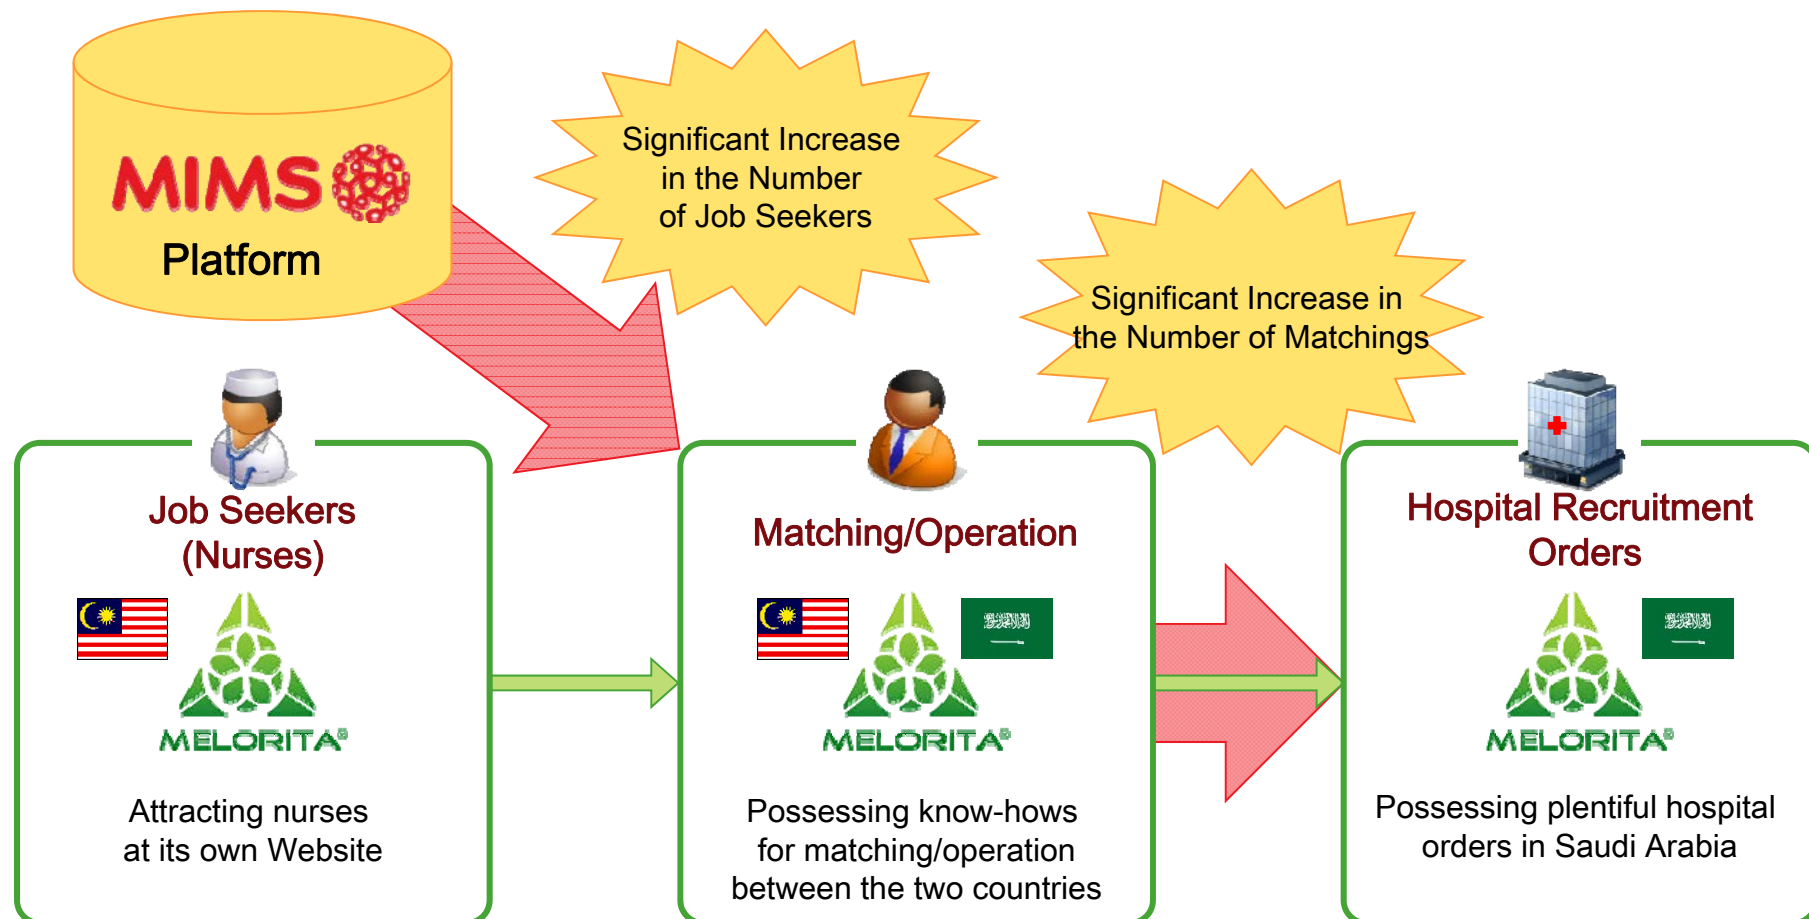 MIMS
Platform
Significant Increase
in the Number
of Job Seekers
Significant Increase in
the Number of Matchings
Job Seekers
(Nurses)
MELORITA®
Attracting nurses
at its own Website
Matching/Operation
MELORITA®
Possessing know-hows
for matching/operation
between the two countries
Hospital Recruitment
Orders
MELORITA®
Possessing plentiful hospital
orders in Saudi Arabia